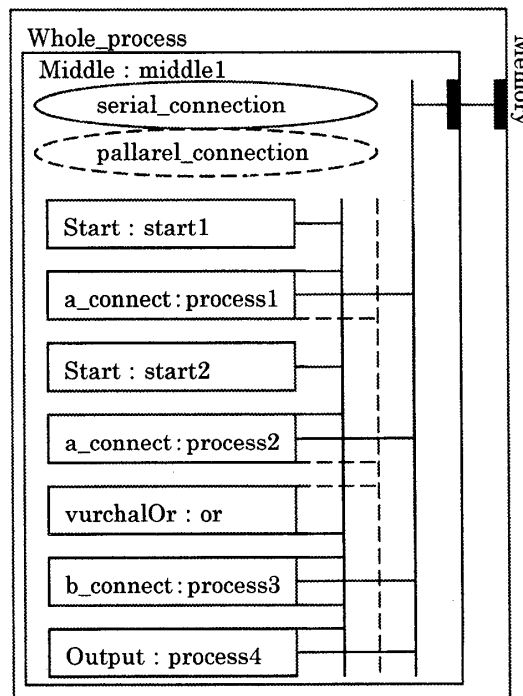 Whole_process
Memory
Middle : middle1
serial_connection
pallarel_connection
Start : start1
a_connect:process1
Start : start2
a_connect:process2
vurchalOr : or
b_connect:process3
Output : process4